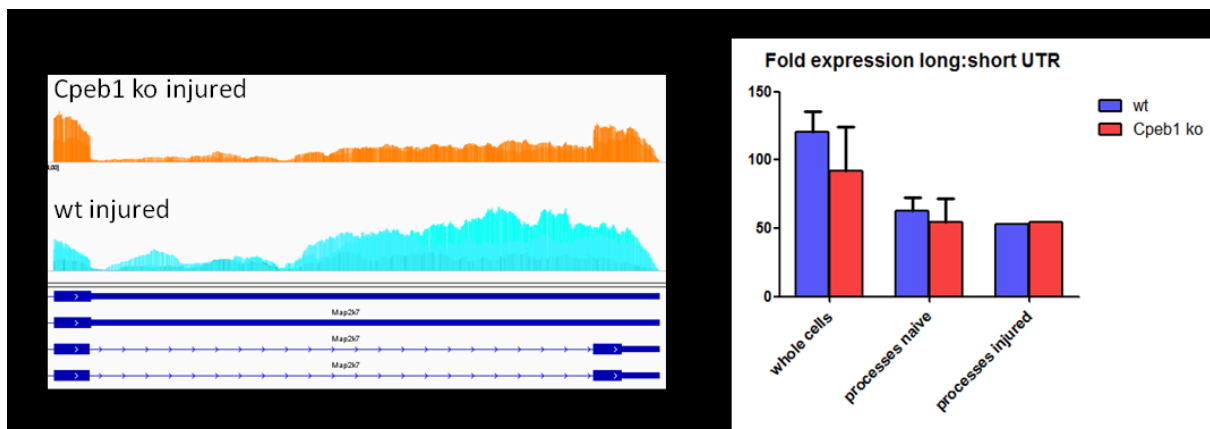 Cpeb1 ko injured
wt injured
Map2k7
Map2k7
Map2k7
Fold expression long:short UTR
150
100
50
0
wt
Cpeb1 ko
whole cells
processes naive
processes injured